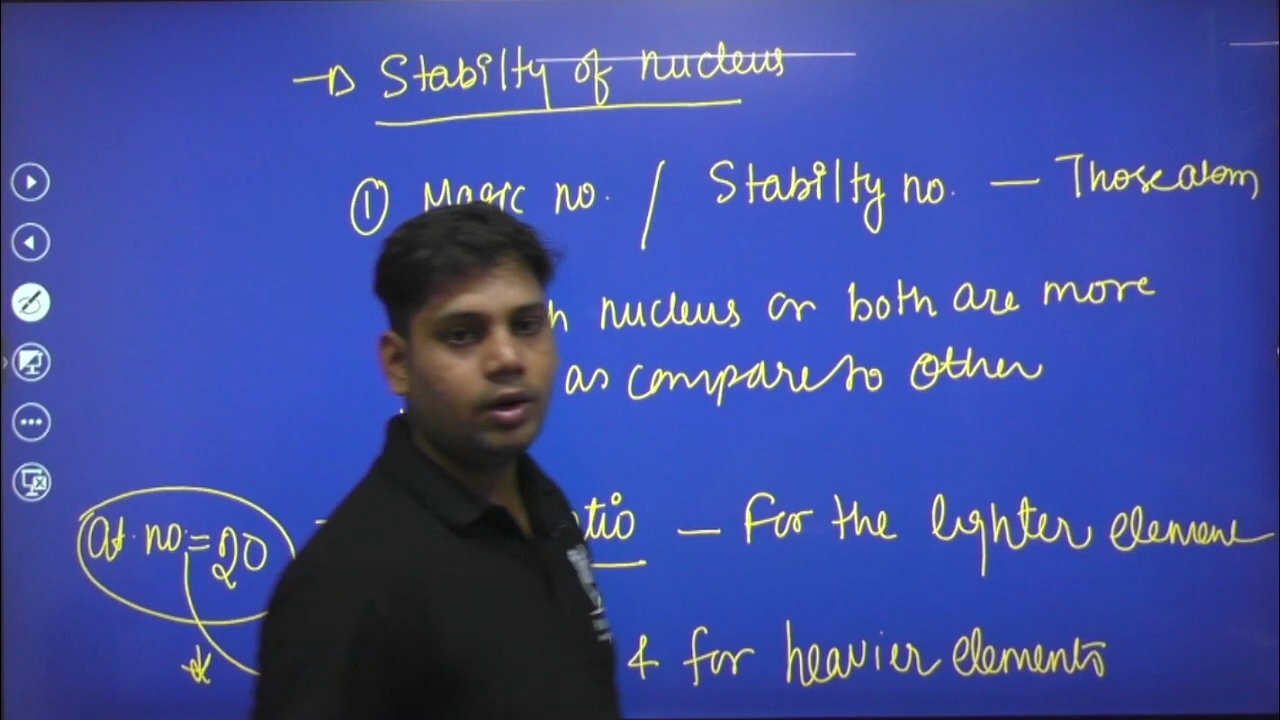 Stabilty of nucleus
① Magic no. / Stabilty no. — Those atom
nucleus or both are more
as compare to other
at. no. = 20 — for the lighter element
& for heavier elements